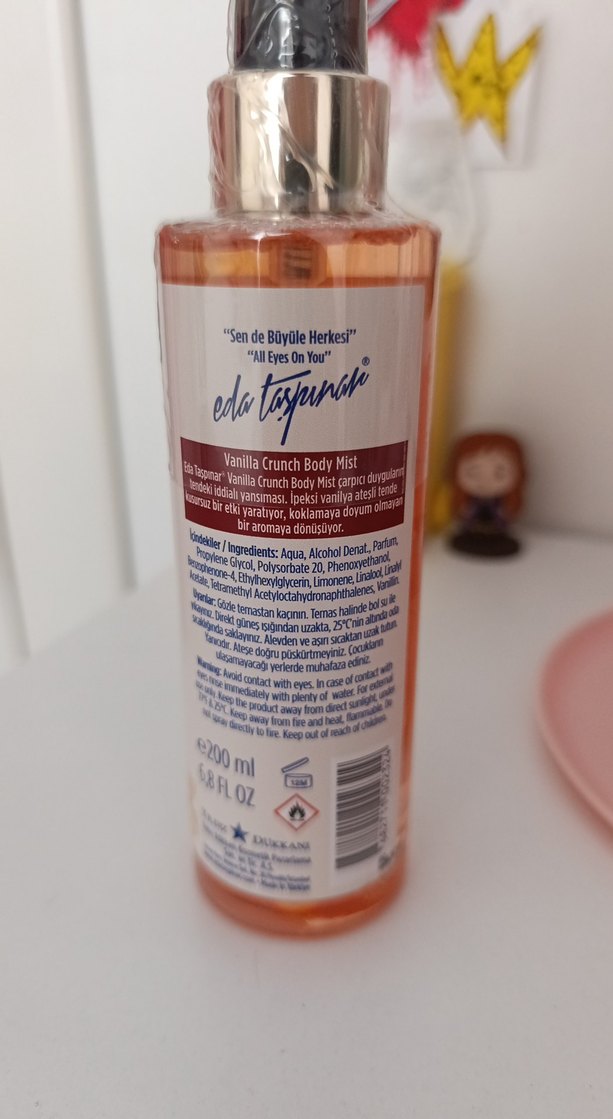 “Sen de Büyüle Herkesi”
“All Eyes On You”
eda taşpınar®
Vanilla Crunch Body Mist
Eda Taşpınar® Vanilla Crunch Body Mist çarpıcı duyguların
tendeki iddialı yansıması. İpeksi vanilya ateşli tende
kusursuz bir etki yaratıyor, koklamaya doyum olmayan
bir aromaya dönüşüyor.
İçindekiler / Ingredients: Aqua, Alcohol Denat., Parfum,
Propylene Glycol, Polysorbate 20, Phenoxyethanol,
Benzophenone-4, Ethylhexylglycerin, Limonene, Linalool, Linalyl
Acetate, Tetramethyl Acetyloctahydronaphthalenes, Vanillin.
Uyarılar: Gözle temastan kaçının. Temas halinde bol su ile
yıkayınız. Direkt güneş ışığından uzakta, 25°C'nin altında oda
sıcaklığında saklayınız. Alevden ve aşırı sıcaktan uzak tutun.
Yanıcıdır. Ateşe doğru püskürtmeyiniz. Çocukların
ulaşamayacağı yerlerde muhafaza ediniz.
Warning: Avoid contact with eyes. In case of contact with
eyes rinse immediately with plenty of water. For external
use only. Keep the product away from direct sunlight, under
Keep away from fire and heat, flammable. Do
not spray directly to fire. Keep out of reach of children.
e200 ml
6,8 FL OZ
12M
DÜKKANI